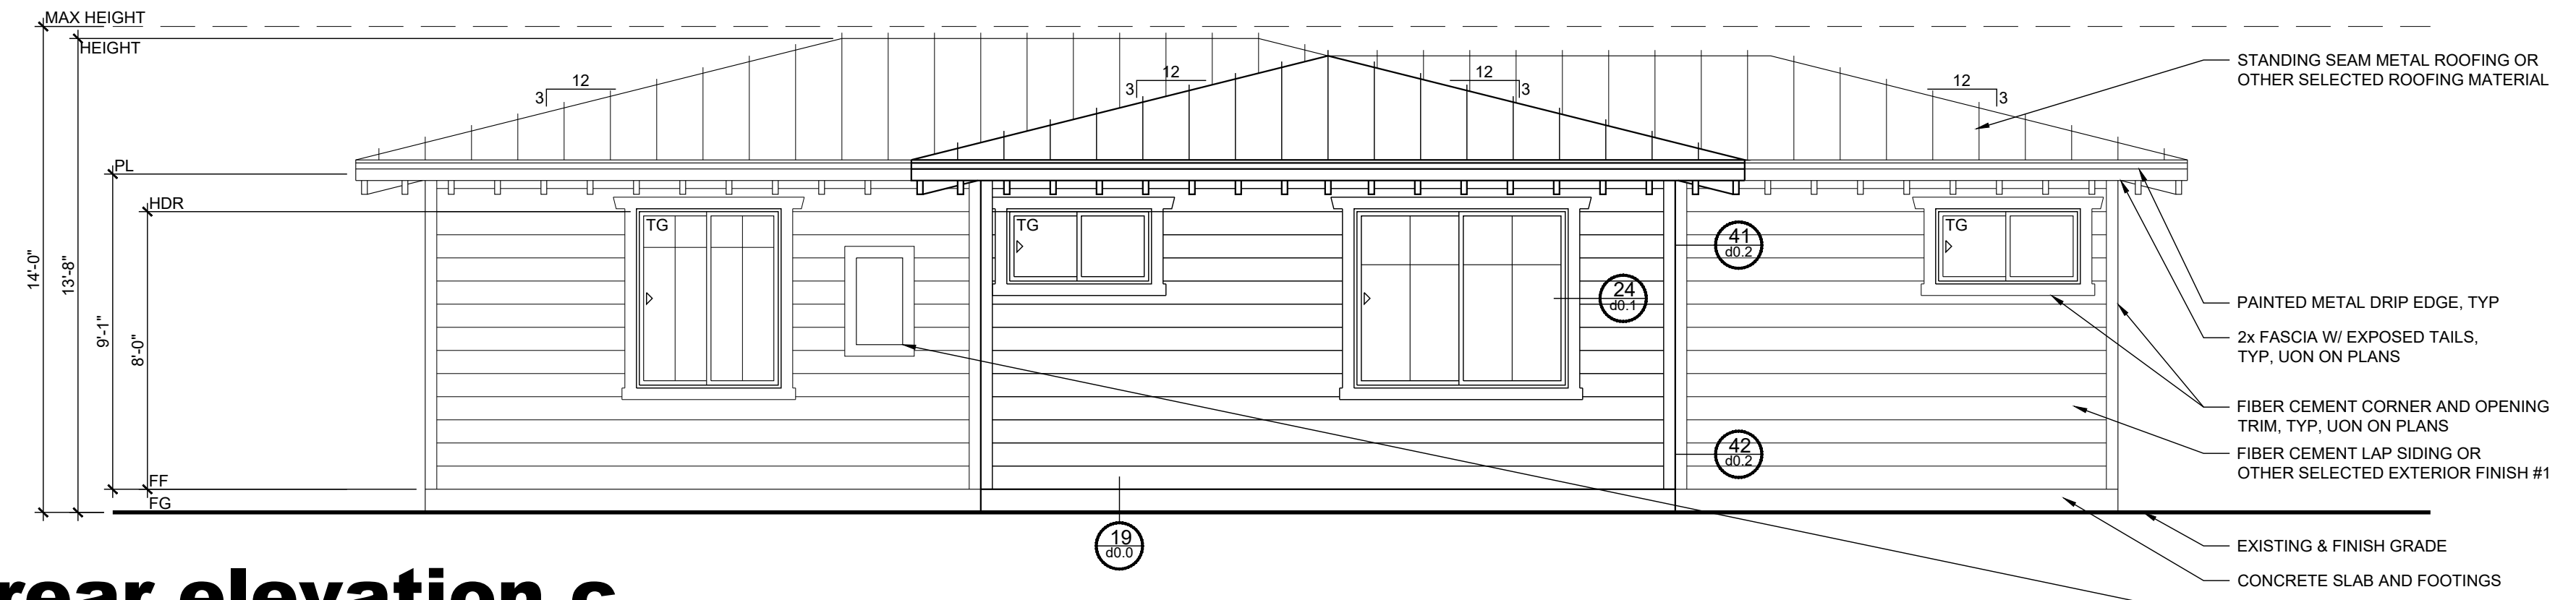 MAX HEIGHT
HEIGHT
12
3
12
3
12
3
12
3
STANDING SEAM METAL ROOFING OR
OTHER SELECTED ROOFING MATERIAL
PL
HDR
TG
TG
TG
14'-0"
13'-8"
9'-1"
8'-0"
41
d0.2
24
d0.1
PAINTED METAL DRIP EDGE, TYP
2x FASCIA W/ EXPOSED TAILS,
TYP, UON ON PLANS
FIBER CEMENT CORNER AND OPENING
TRIM, TYP, UON ON PLANS
42
d0.2
FIBER CEMENT LAP SIDING OR
OTHER SELECTED EXTERIOR FINISH #1
FF
FG
19
d0.0
EXISTING & FINISH GRADE
CONCRETE SLAB AND FOOTINGS
rear elevation c